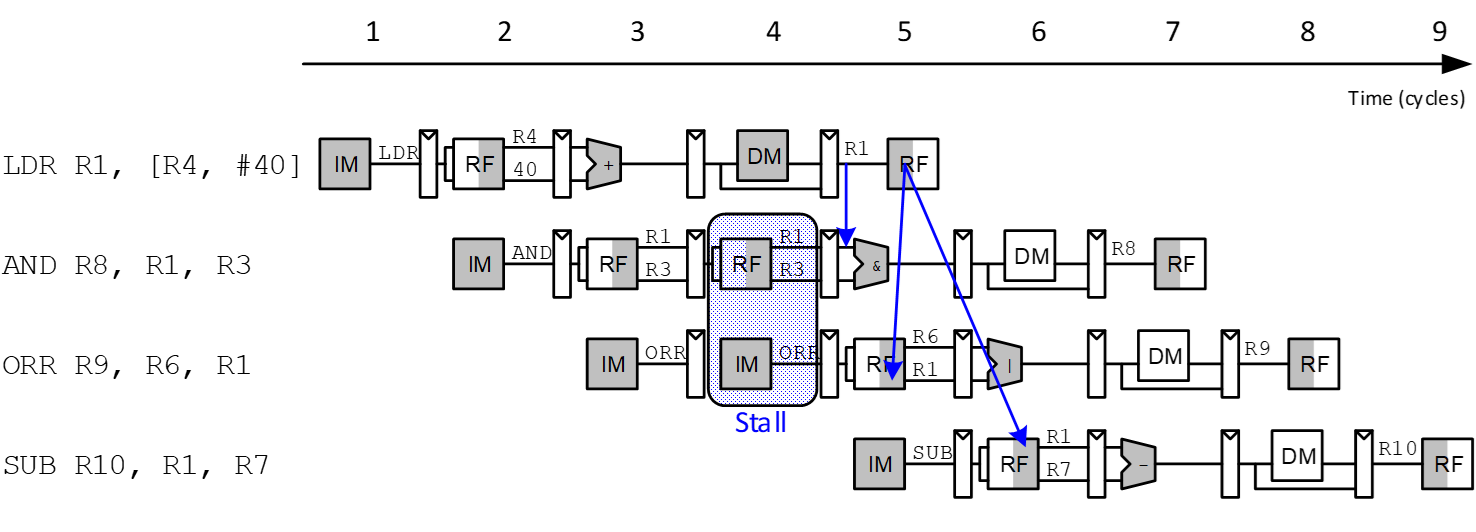 1 2 3 4 5 6 7 8 9
Time (cycles)
LDR R1, [R4, #40] IM LDR RF R4 40 + DM R1 RF
AND R8, R1, R3 IM AND RF R1 R3 RF R1 R3 & DM R8 RF
ORR R9, R6, R1 IM ORR IM ORR RF R6 R1 | DM R9 RF
Stall
SUB R10, R1, R7 IM SUB RF R1 R7 - DM R10 RF